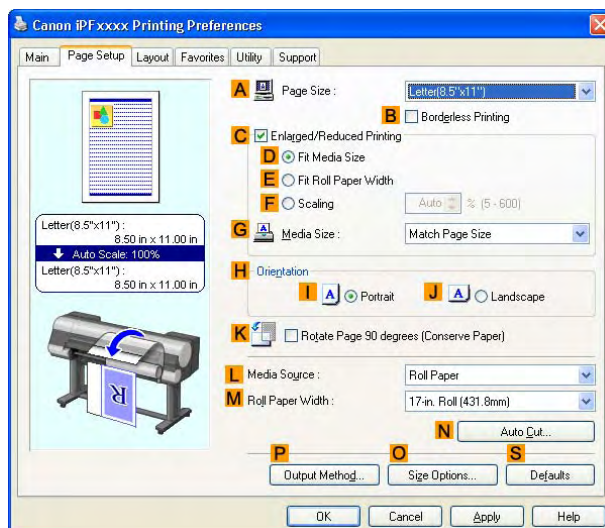 Canon iPFxxxx Printing Preferences
Main Page Setup Layout Favorites Utility Support
A Page Size : Letter(8.5"x11")
B Borderless Printing
C Enlarged/Reduced Printing
D Fit Media Size
E Fit Roll Paper Width
F Scaling Auto % (5 - 600)
G A Media Size : Match Page Size
Letter(8.5"x11") :
8.50 in x 11.00 in
Auto Scale: 100%
Letter(8.5"x11") :
8.50 in x 11.00 in
H Orientation
I A Portrait J A Landscape
K Rotate Page 90 degrees (Conserve Paper)
R
L Media Source : Roll Paper
M Roll Paper Width : 17-in. Roll (431.8mm)
N Auto Cut...
P O S
Output Method... Size Options... Defaults
OK Cancel Apply Help